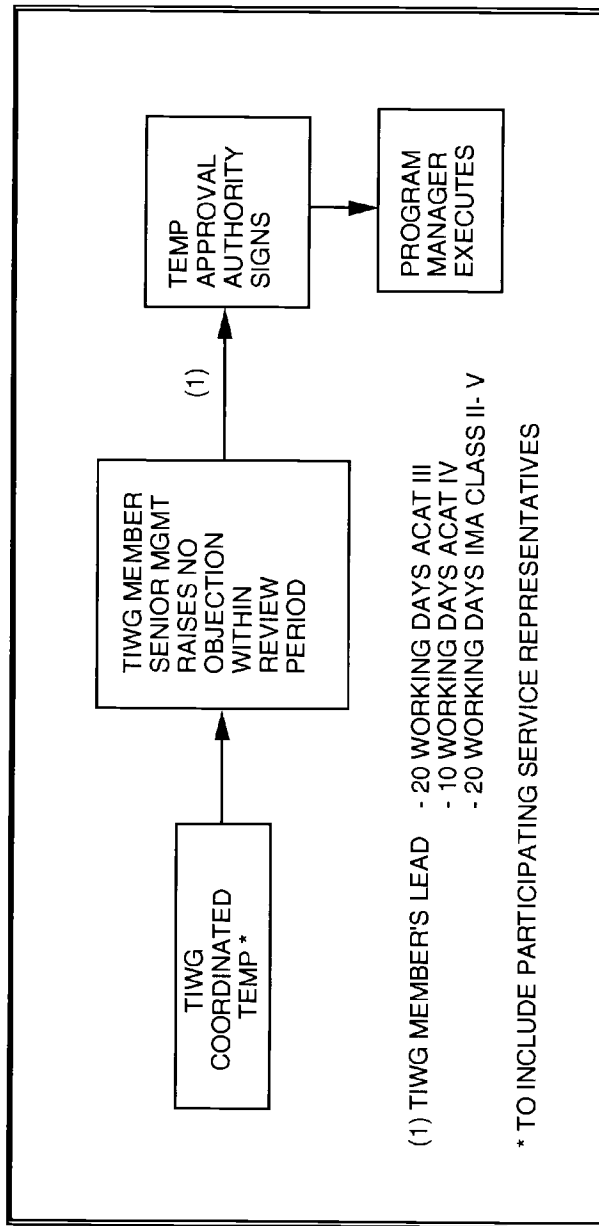 TIWG
COORDINATED
TEMP *
TIWG MEMBER
SENIOR MGMT
RAISES NO
OBJECTION
WITHIN
REVIEW
PERIOD
(1)
TEMP
APPROVAL
AUTHORITY
SIGNS
PROGRAM
MANAGER
EXECUTES
(1) TIWG MEMBER'S LEAD - 20 WORKING DAYS ACAT III
- 10 WORKING DAYS ACAT IV
- 20 WORKING DAYS IMA CLASS II- V
* TO INCLUDE PARTICIPATING SERVICE REPRESENTATIVES